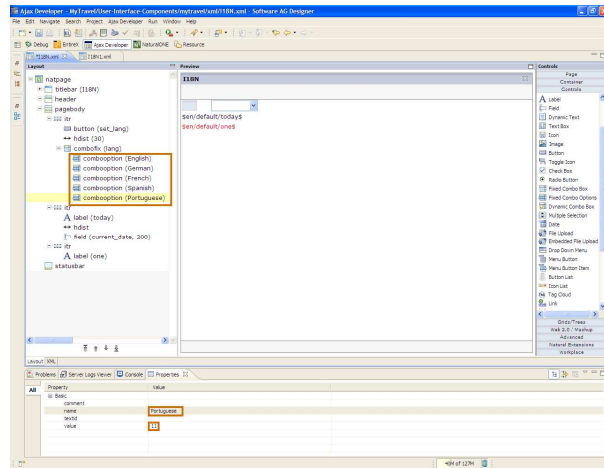 Ajax Developer - MyTravel/User-Interface-Components/mytravel/xml/I18N.xml - Software AG Designer
File Edit Navigate Search Project Ajax Developer Run Window Help
Debug EntireX Ajax Developer NaturalONE Resource
*I18N.xml I18N1.xml
Layout
natpage
titlebar (I18N)
header
pagebody
itr
button (set_lang)
hdist (30)
combofix (lang)
combooption (English)
combooption (German)
combooption (French)
combooption (Spanish)
combooption (Portuguese)
itr
label (today)
hdist
field (current_date, 200)
itr
label (one)
statusbar
Layout XML
Preview
I18N
$en/default/today$
$en/default/one$
Controls
Page
Container
Controls
Label
Field
Dynamic Text
Text Box
Icon
Image
Button
Toggle Icon
Check Box
Radio Button
Fixed Combo Box
Fixed Combo Options
Dynamic Combo Box
Multiple Selection
Date
File Upload
Embedded File Upload
Drop Down Menu
Menu Button
Menu Button Item
Button List
Icon List
Tag Cloud
Link
Grids/Trees
Web 2.0 / Mashup
Advanced
Natural Extensions
Workplace
Problems Server Logs Viewer Console Properties
All
Property Value
Basic
comment
name Portuguese
textid
value 11
of 127M